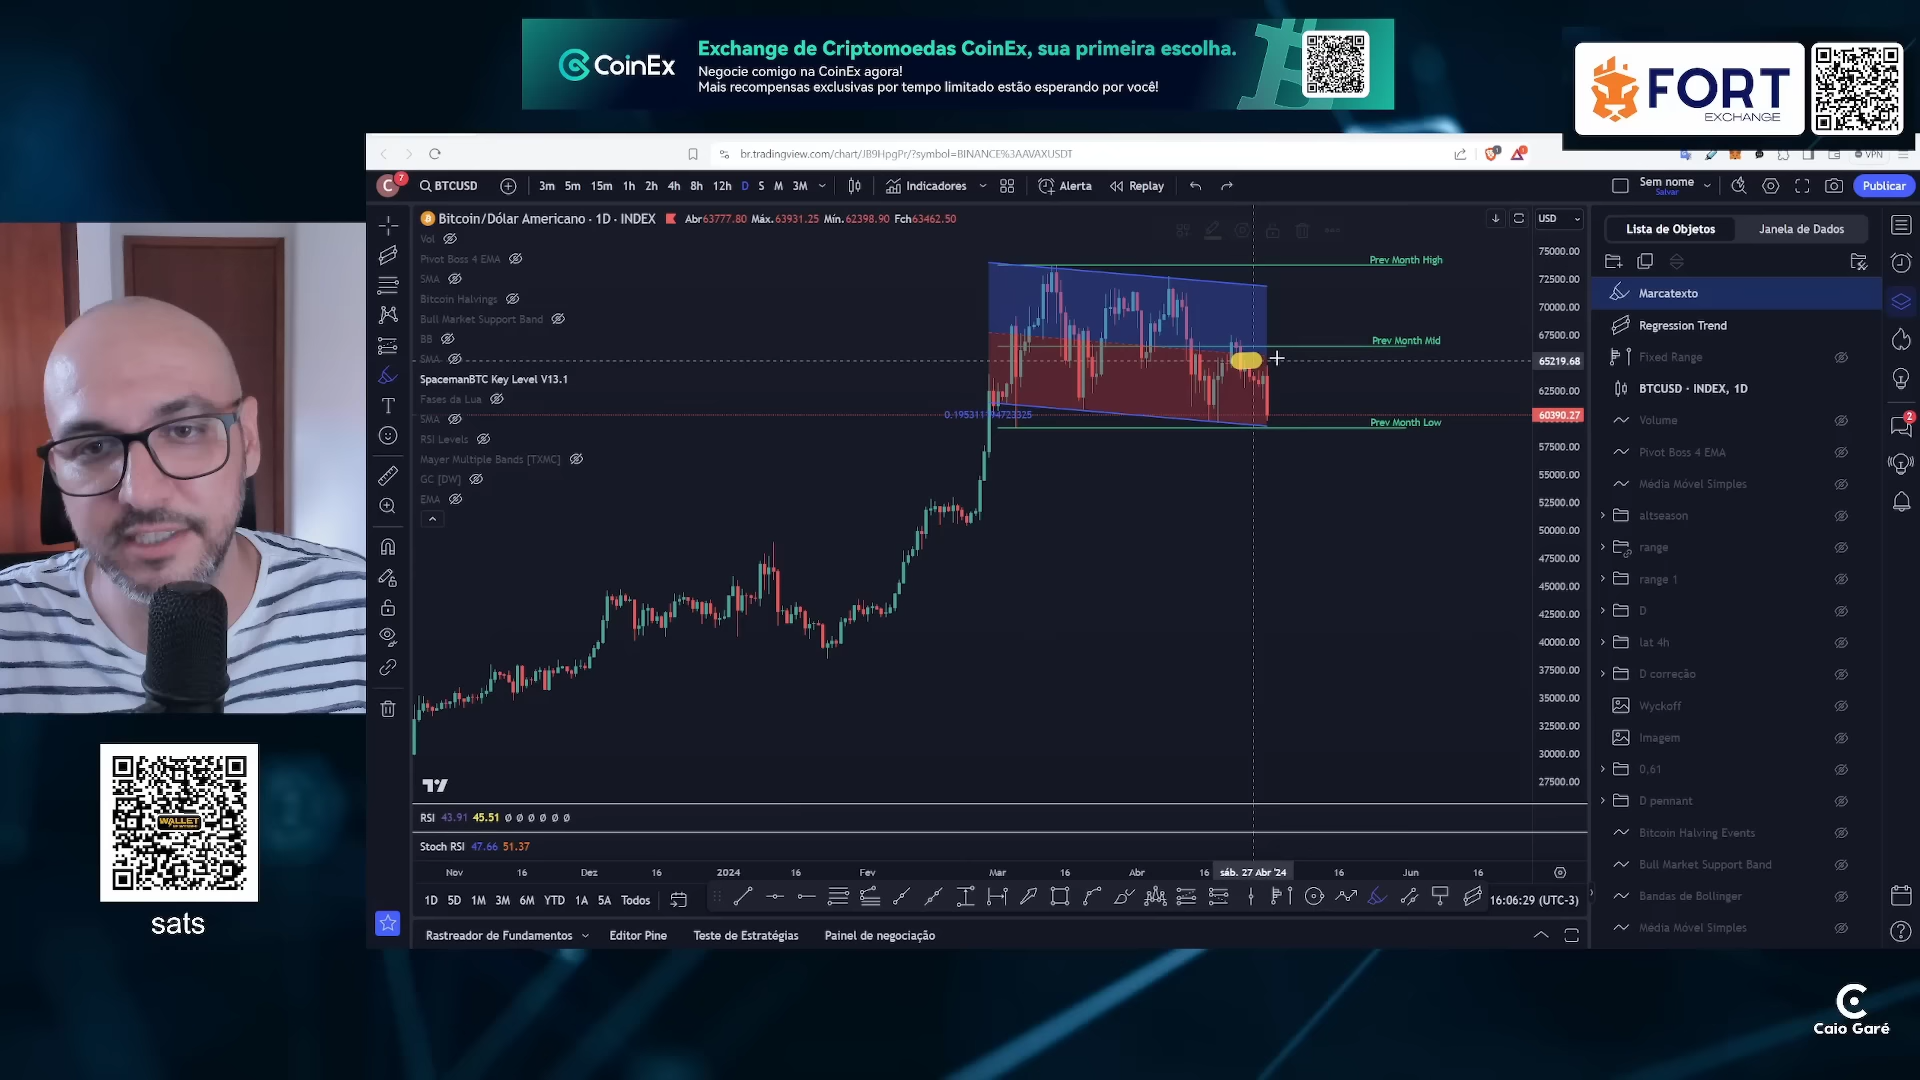 CoinEx
Exchange de Criptomoedas CoinEx, sua primeira escolha.
Negocie comigo na CoinEx agora!
Mais recompensas exclusivas por tempo limitado estão esperando por você!
FORT
EXCHANGE
br.tradingview.com/chart/JB9HpgPr/?symbol=BINANCE%3AAVAXUSDT
VPN
C 7
BTCUSD
3m 5m 15m 1h 2h 4h 8h 12h D S M 3M
Indicadores
Alerta
Replay
Sem nome
Salvar
Publicar
Bitcoin/Dólar Americano · 1D · INDEX
Abr63777.80 Máx.63931.25 Mín.62398.90 Fch63462.50
USD
Vol
Pivot Boss 4 EMA
SMA
Bitcoin Halvings
Bull Market Support Band
BB
SMA
SpacemanBTC Key Level V13.1
Fases da Lua
SMA
RSI Levels
Mayer Multiple Bands [TXMC]
GC [DW]
EMA
Prev Month High
Prev Month Mid
Prev Month Low
75000.00
72500.00
70000.00
67500.00
65219.68
62500.00
60390.27
57500.00
55000.00
52500.00
50000.00
47500.00
45000.00
42500.00
40000.00
37500.00
35000.00
32500.00
30000.00
27500.00
RSI 43.91 45.51 Ø Ø Ø Ø Ø Ø
Stoch RSI 47.66 51.37
Nov 16 Dez 16 2024 16 Fev 16 Mar 16 Abr 16 sáb. 27 Abr '24 16 Jun 16
1D 5D 1M 3M 6M YTD 1A 5A Todos
16:06:29 (UTC-3)
Rastreador de Fundamentos
Editor Pine
Teste de Estratégias
Painel de negociação
Lista de Objetos
Janela de Dados
Marcatexto
Regression Trend
Fixed Range
BTCUSD · INDEX, 1D
Volume
Pivot Boss 4 EMA
Média Móvel Simples
altseason
range
range 1
D
lat 4h
D correção
Wyckoff
Imagem
0,61
D pennant
Bitcoin Halving Events
Bull Market Support Band
Bandas de Bollinger
Média Móvel Simples
2
WALLET
sats
Caio Garé